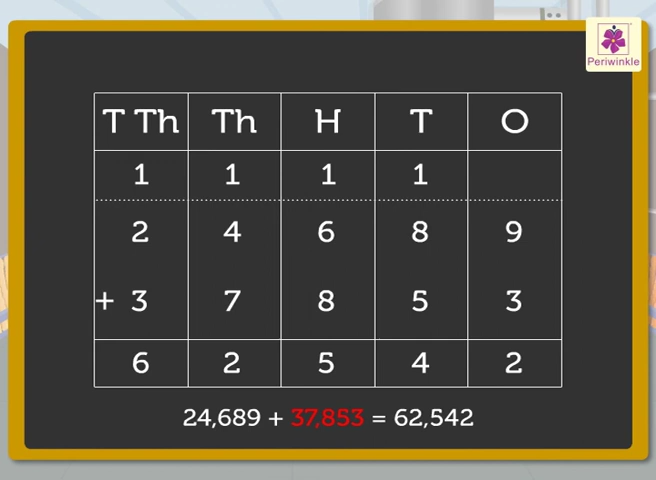 Periwinkle
T Th Th H T O
1 1 1 1
2 4 6 8 9
+ 3 7 8 5 3
6 2 5 4 2
24,689 + 37,853 = 62,542